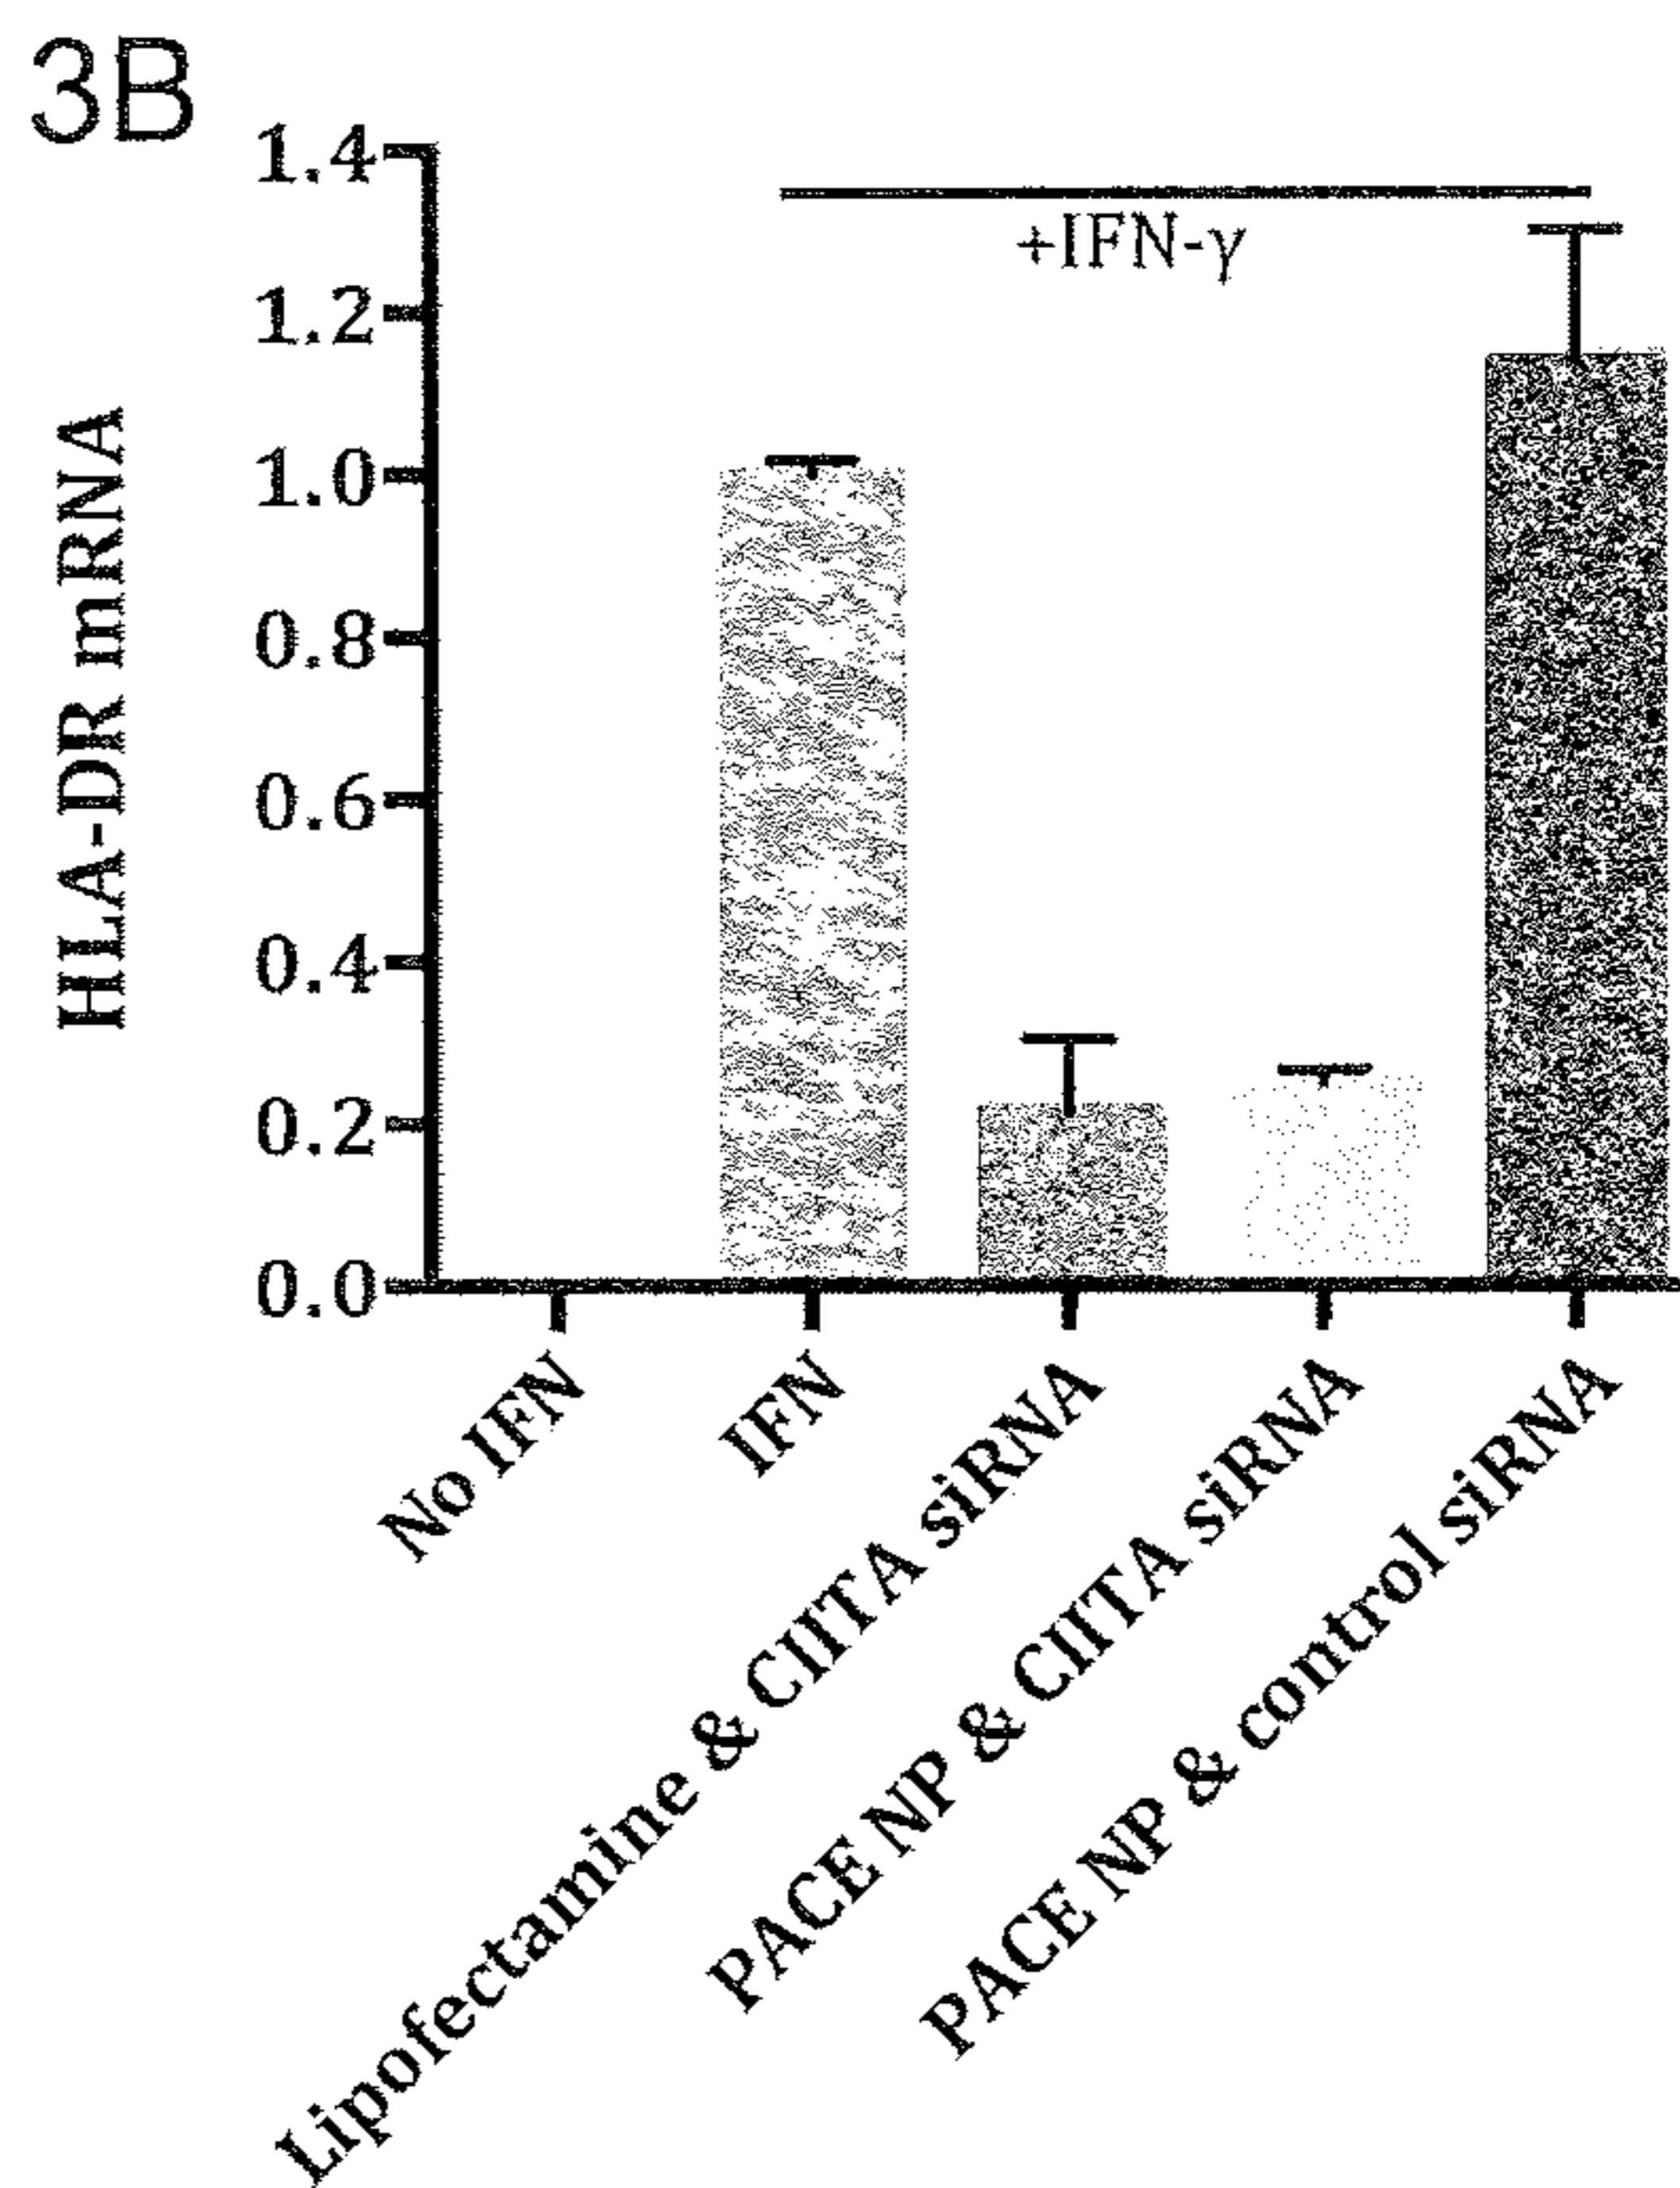 3B
HLA-DR mRNA
1.4
1.2
1.0
0.8
0.6
0.4
0.2
0.0
+IFN-γ
No IFN
IFN
Lipofectamine & CIITA siRNA
PACE NP & CIITA siRNA
PACE NP & control siRNA